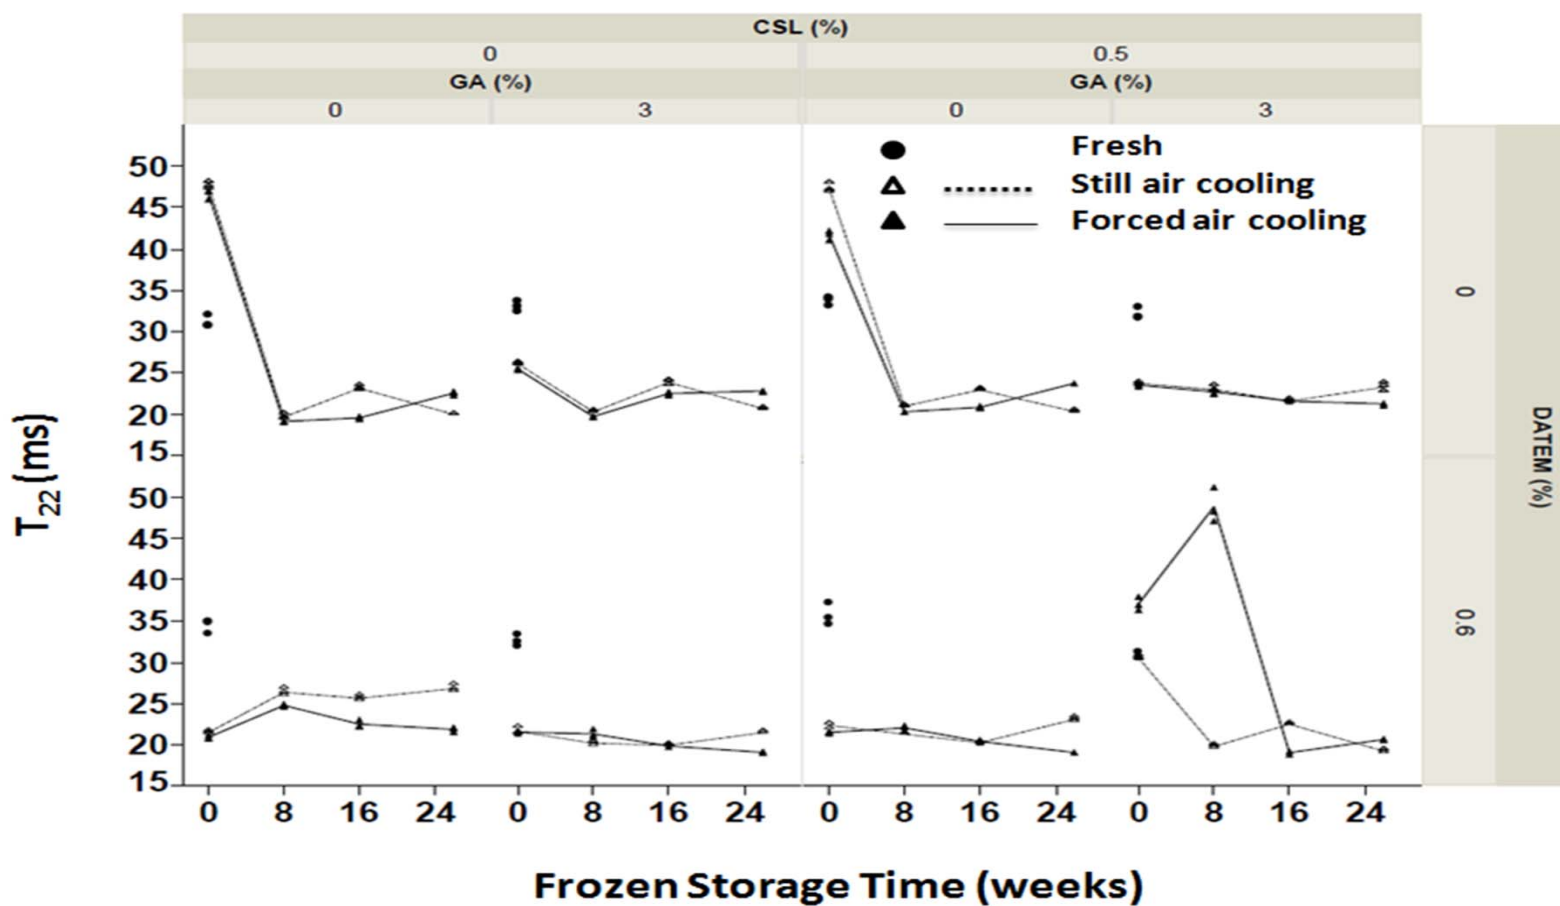 CSL (%)
0 0.5
GA (%) GA (%)
0 3 0 3
Fresh
Still air cooling
Forced air cooling
50
45
40
35
30
25
20
15
50
45
40
35
30
25
20
15
T22 (ms)
0
0.6
DATEM (%)
0 8 16 24 0 8 16 24 0 8 16 24 0 8 16 24
Frozen Storage Time (weeks)